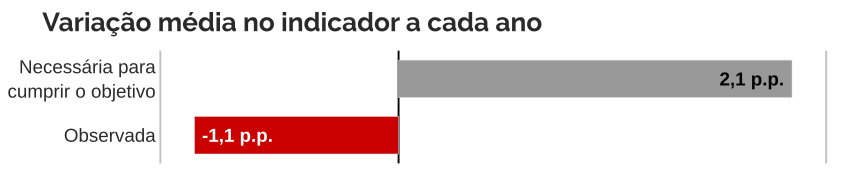 Variação média no indicador a cada ano
Necessária para
cumprir o objetivo
2,1 p.p.
Observada
-1,1 p.p.